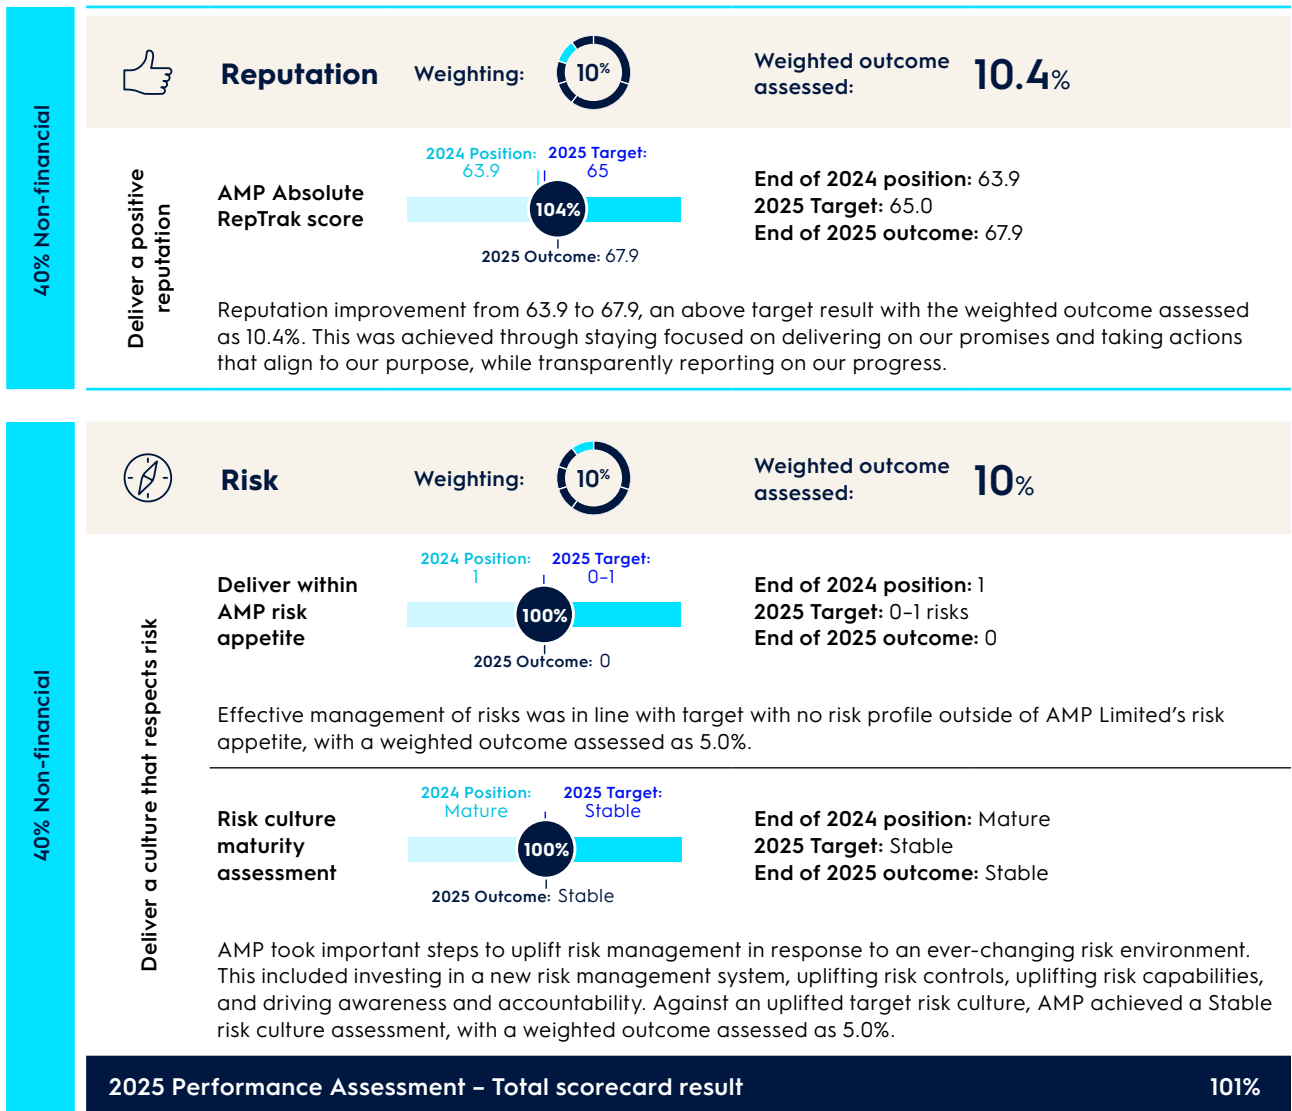 40% Non-financial
Reputation
Weighting:
10%
Weighted outcome
assessed:
10.4%
Deliver a positive
reputation
AMP Absolute
RepTrak score
2024 Position:
63.9
2025 Target:
65
104%
2025 Outcome: 67.9
End of 2024 position: 63.9
2025 Target: 65.0
End of 2025 outcome: 67.9
Reputation improvement from 63.9 to 67.9, an above target result with the weighted outcome assessed
as 10.4%. This was achieved through staying focused on delivering on our promises and taking actions
that align to our purpose, while transparently reporting on our progress.
40% Non-financial
Risk
Weighting:
10%
Weighted outcome
assessed:
10%
Deliver a culture that respects risk
Deliver within
AMP risk
appetite
2024 Position:
1
2025 Target:
0–1
100%
2025 Outcome: 0
End of 2024 position: 1
2025 Target: 0–1 risks
End of 2025 outcome: 0
Effective management of risks was in line with target with no risk profile outside of AMP Limited’s risk
appetite, with a weighted outcome assessed as 5.0%.
Risk culture
maturity
assessment
2024 Position:
Mature
2025 Target:
Stable
100%
2025 Outcome: Stable
End of 2024 position: Mature
2025 Target: Stable
End of 2025 outcome: Stable
AMP took important steps to uplift risk management in response to an ever-changing risk environment.
This included investing in a new risk management system, uplifting risk controls, uplifting risk capabilities,
and driving awareness and accountability. Against an uplifted target risk culture, AMP achieved a Stable
risk culture assessment, with a weighted outcome assessed as 5.0%.
2025 Performance Assessment – Total scorecard result
101%